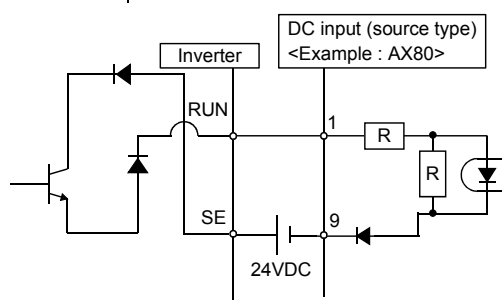 Inverter
DC input (source type)
<Example : AX80>
RUN
1
R
R
SE
9
24VDC